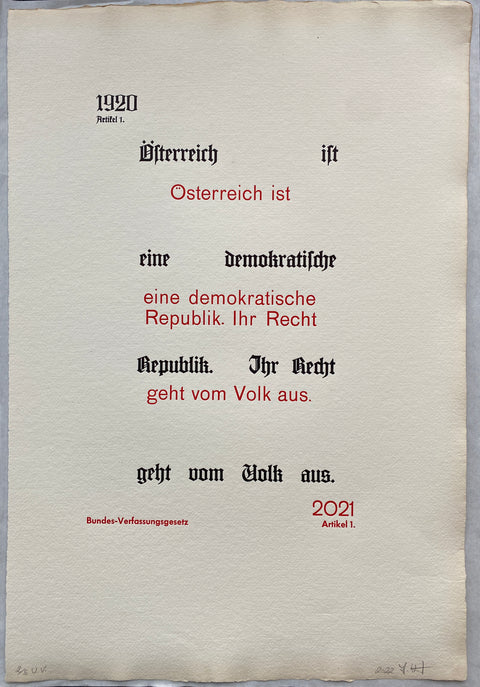 1920
Artikel 1.
Öſterreich iſt
Österreich ist
eine demokratiſche
eine demokratische
Republik. Ihr Recht
Republik. Ihr Recht
geht vom Volk aus.
geht vom Volk aus.
2021
Bundes-Verfassungsgesetz Artikel 1.